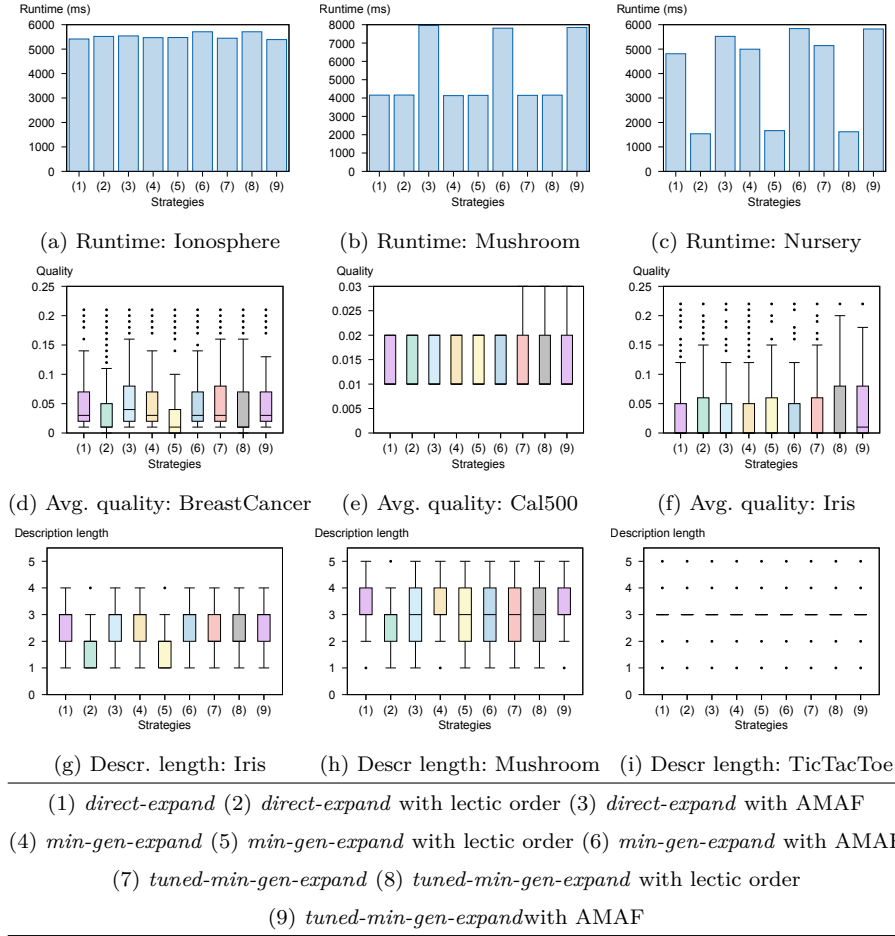 Runtime (ms) Runtime (ms) Runtime (ms)
6000 8000 6000
5000 7000 5000
4000 6000 4000
3000 5000 3000
2000 4000 2000
1000 3000 1000
0 2000 0
1000
0
(1) (2) (3) (4) (5) (6) (7) (8) (9) (1) (2) (3) (4) (5) (6) (7) (8) (9) (1) (2) (3) (4) (5) (6) (7) (8) (9)
Strategies Strategies Strategies
(a) Runtime: Ionosphere (b) Runtime: Mushroom (c) Runtime: Nursery
Quality Quality Quality
0.25 0.03 0.25
0.2 0.025 0.2
0.15 0.02 0.15
0.1 0.015 0.1
0.05 0.01 0.05
0 0.005 0
0
(1) (2) (3) (4) (5) (6) (7) (8) (9) (1) (2) (3) (4) (5) (6) (7) (8) (9) (1) (2) (3) (4) (5) (6) (7) (8) (9)
Strategies Strategies Strategies
(d) Avg. quality: BreastCancer (e) Avg. quality: Cal500 (f) Avg. quality: Iris
Description length Description length Description length
5 5 5
4 4 4
3 3 3
2 2 2
1 1 1
0 0 0
(1) (2) (3) (4) (5) (6) (7) (8) (9) (1) (2) (3) (4) (5) (6) (7) (8) (9) (1) (2) (3) (4) (5) (6) (7) (8) (9)
Strategies Strategies Strategies
(g) Descr. length: Iris (h) Descr length: Mushroom (i) Descr length: TicTacToe
(1) direct-expand (2) direct-expand with lectic order (3) direct-expand with AMAF
(4) min-gen-expand (5) min-gen-expand with lectic order (6) min-gen-expand with AMAF
(7) tuned-min-gen-expand (8) tuned-min-gen-expand with lectic order
(9) tuned-min-gen-expandwith AMAF